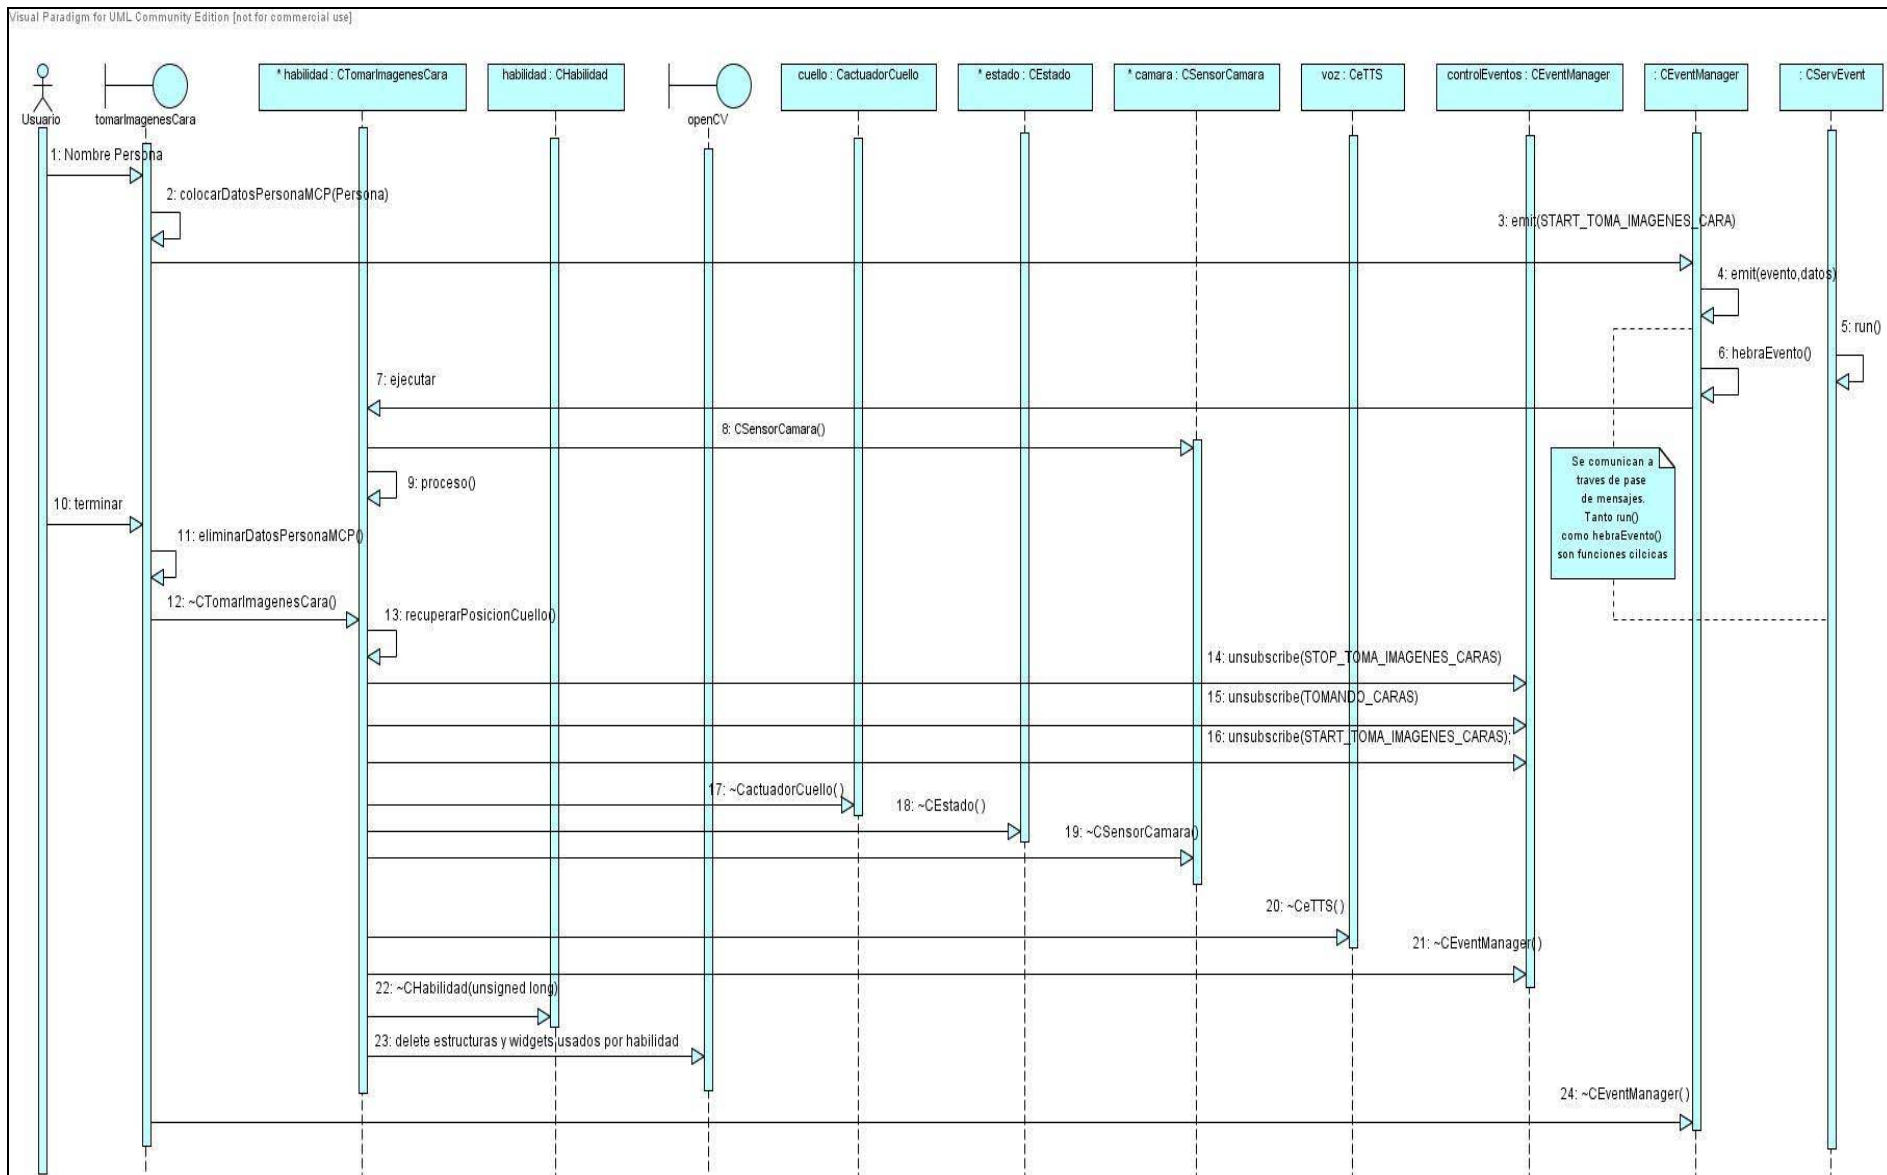 Visual Paradigm for UML Community Edition [not for commercial use]
* habilidad : CTomarImagenesCara
habilidad : CHabilidad
cuello : CactuadorCuello
* estado : CEstado
* camara : CSensorCamara
voz : CeTTS
controlEventos : CEventManager
: CEventManager
: CServEvent
Usuario
tomarImagenesCara
openCV
1: Nombre Persona
2: colocarDatosPersonaMCP(Persona)
3: emit(START_TOMA_IMAGENES_CARA)
4: emit(evento,datos)
5: run()
6: hebraEvento()
7: ejecutar
8: CSensorCamara()
9: proceso()
Se comunican a
traves de pase
de mensajes.
Tanto run()
como hebraEvento()
son funciones cilcicas
10: terminar
11: eliminarDatosPersonaMCP()
12: ~CTomarImagenesCara()
13: recuperarPosicionCuello()
14: unsubscribe(STOP_TOMA_IMAGENES_CARAS)
15: unsubscribe(TOMANDO_CARAS)
16: unsubscribe(START_TOMA_IMAGENES_CARAS);
17: ~CactuadorCuello( )
18: ~CEstado( )
19: ~CSensorCamara()
20: ~CeTTS( )
21: ~CEventManager( )
22: ~CHabilidad(unsigned long)
23: delete estructuras y widgets usados por habilidad
24: ~CEventManager( )